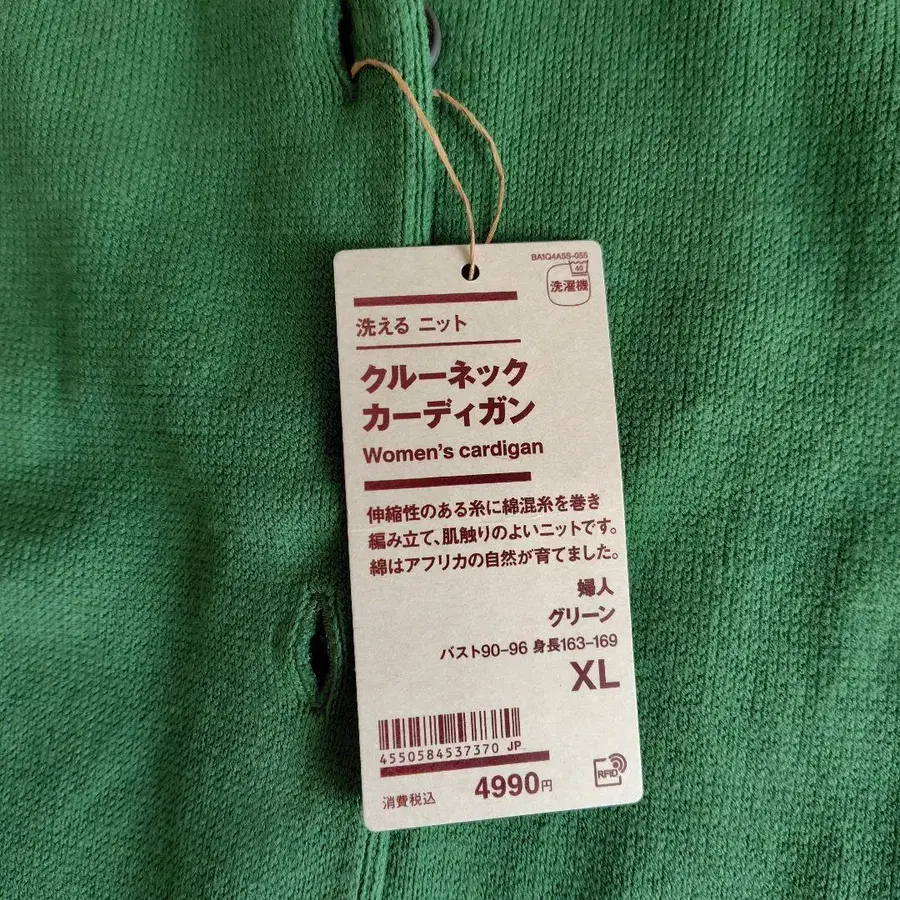 BA1Q4A5S-055
40
洗濯機
洗える ニット
クルーネック
カーディガン
Women's cardigan
伸縮性のある糸に綿混糸を巻き
編み立て、肌触りのよいニットです。
綿はアフリカの自然が育てました。
婦人
グリーン
バスト90–96 身長163–169
XL
4550584537370 JP
消費税込 4990円
RFID